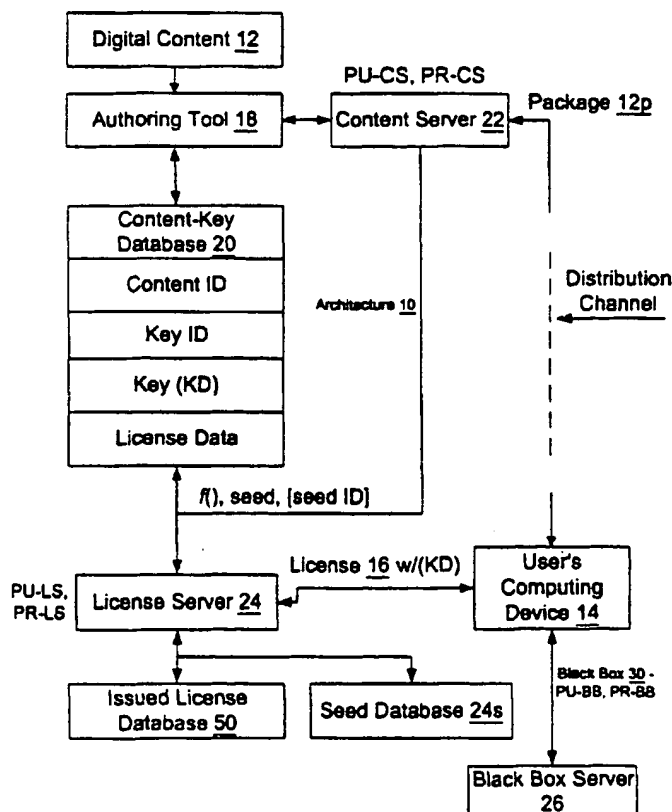 Digital Content 12
PU-CS, PR-CS
Package 12p
Authoring Tool 18
Content Server 22
Content-Key
Database 20
Content ID
Key ID
Key (KD)
License Data
Architecture 10
Distribution
Channel
f(), seed, [seed ID]
PU-LS,
PR-LS
License Server 24
License 16 w/(KD)
User's
Computing
Device 14
Black Box 30 -
PU-BB, PR-BB
Issued License
Database 50
Seed Database 24s
Black Box Server
26